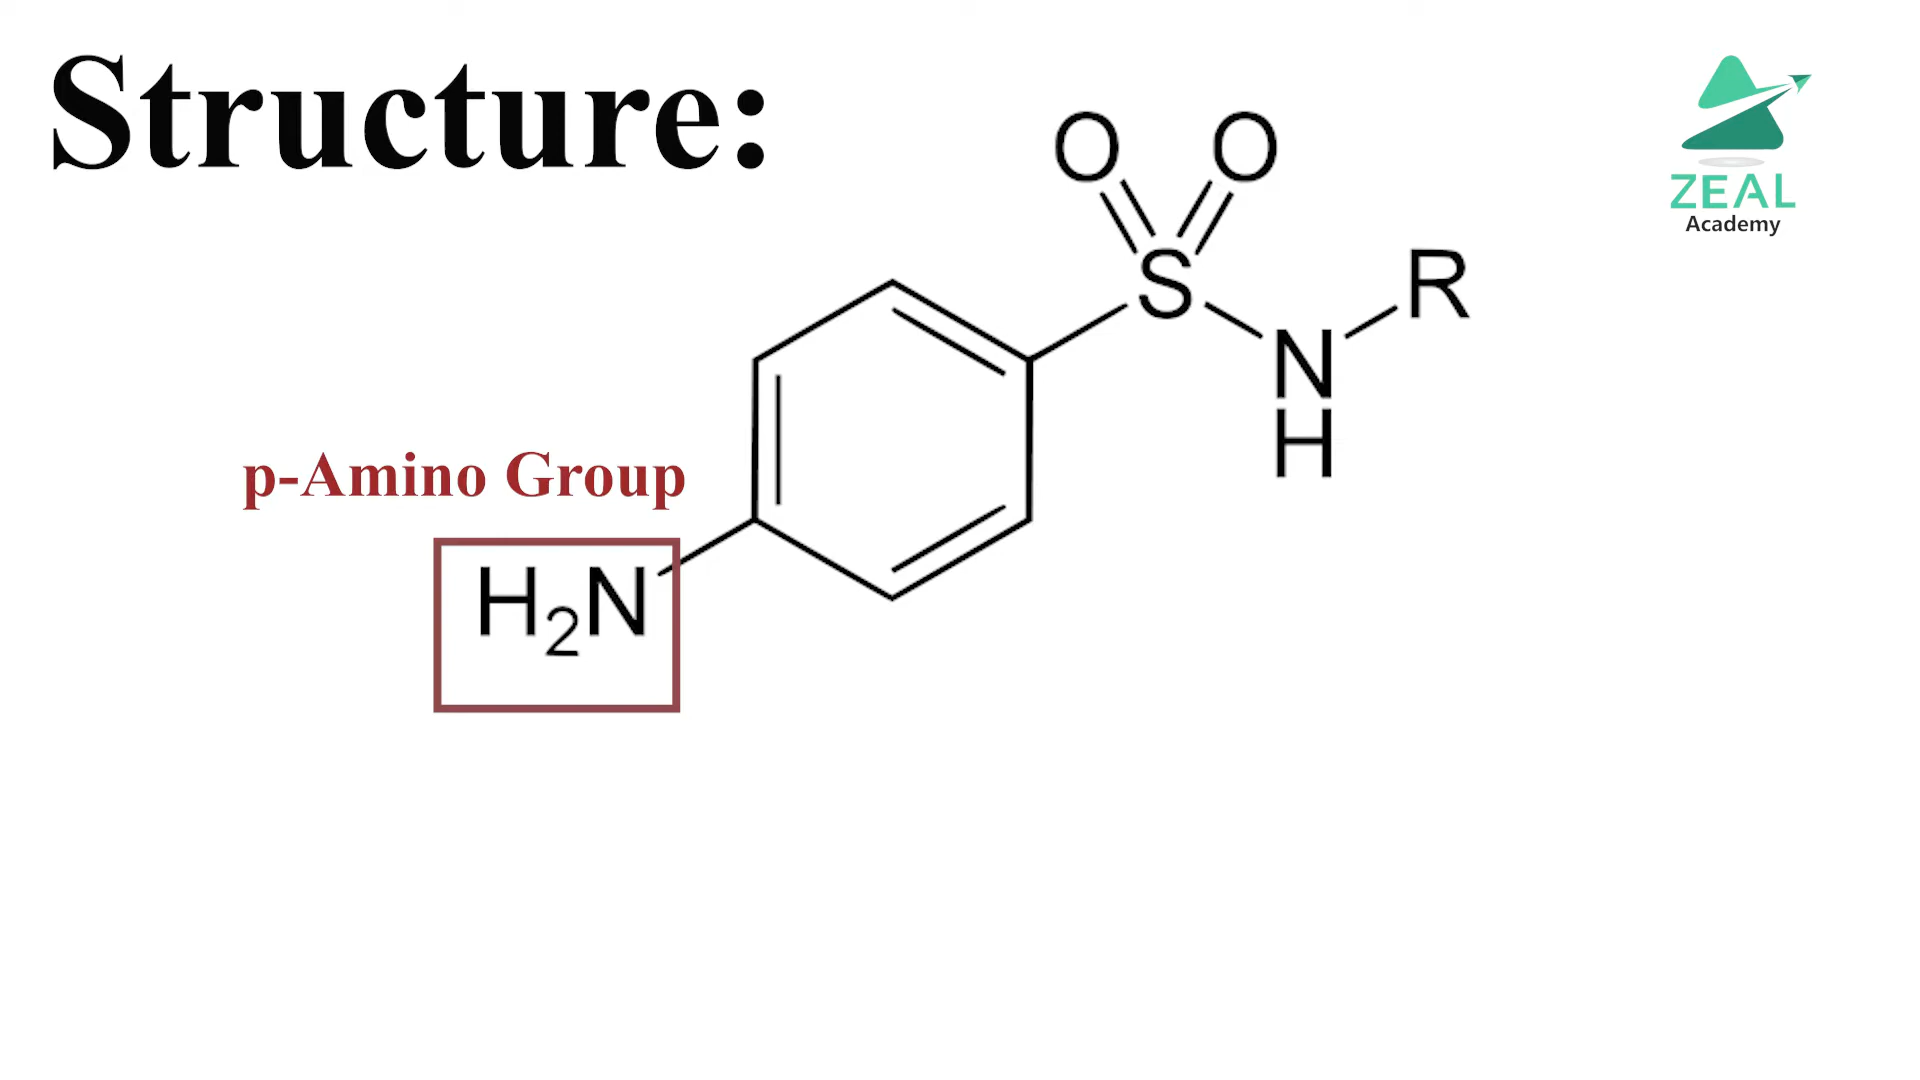 Structure:
O O
S
R
N
H
p-Amino Group
H₂N
ZEAL
Academy